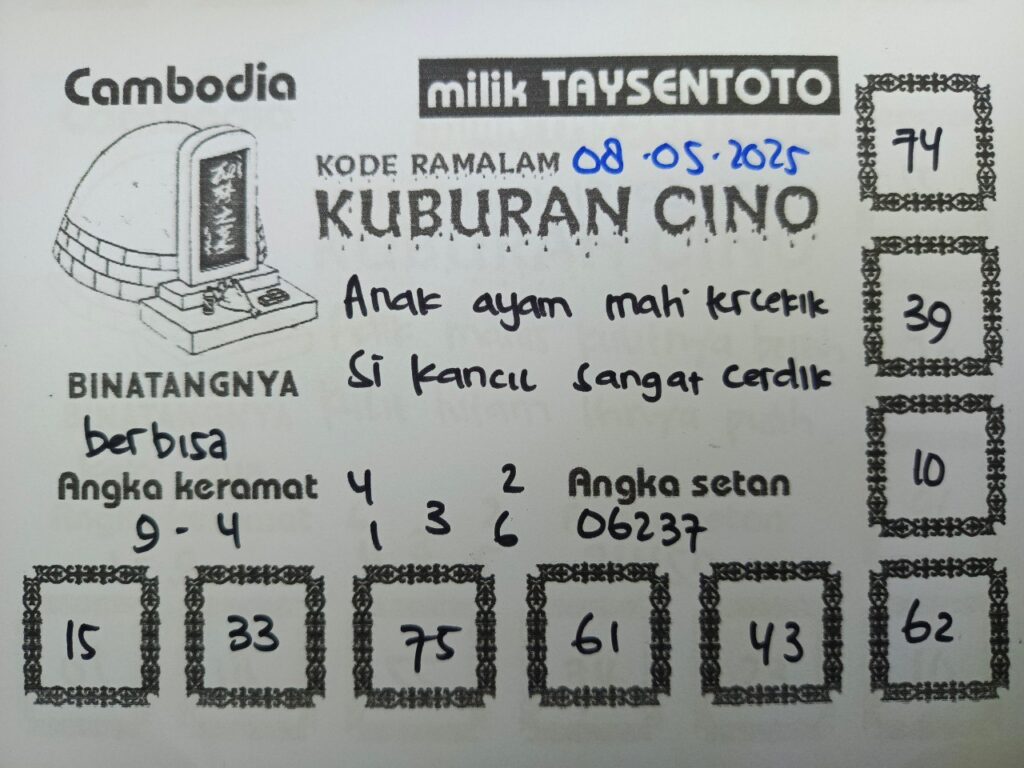 Cambodia
milik TAYSENTOTO
KODE RAMALAM 08-05-2025
KUBURAN CINO
Anak ayam mati tercekik
Si kancil sangat cerdik
BINATANGNYA
berbisa
Angka keramat
9 - 4
4 2
3
1 6
Angka setan
06237
74
39
10
15 33 75 61 43 62